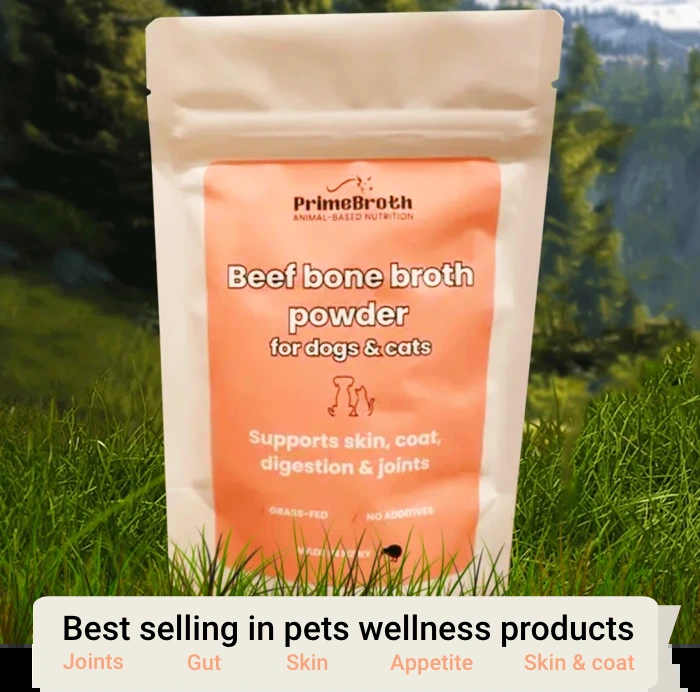 PrimeBroth
ANIMAL-BASED NUTRITION
Beef bone broth
powder
for dogs & cats
Supports skin, coat,
digestion & joints
GRASS-FED NO ADDITIVES
Best selling in pets wellness products
Joints Gut Skin Appetite Skin & coat